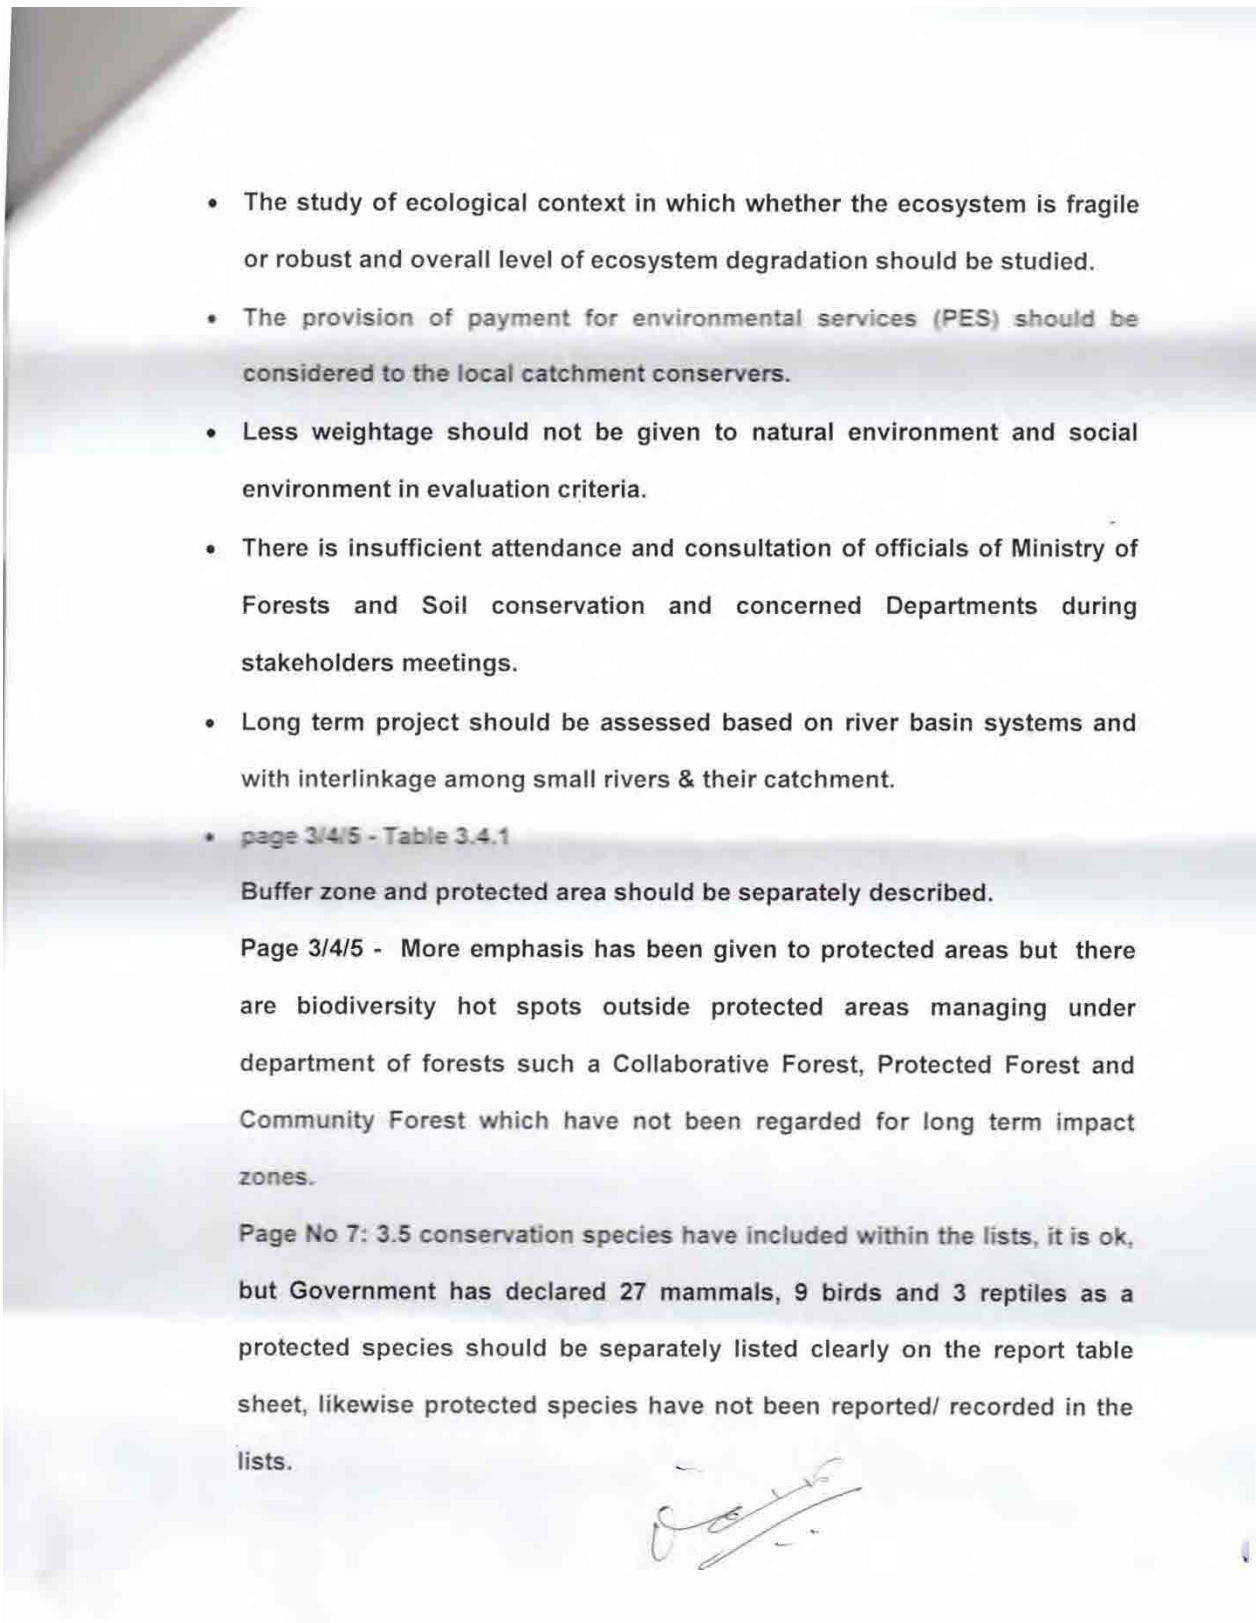 • The study of ecological context in which whether the ecosystem is fragile
or robust and overall level of ecosystem degradation should be studied.
• The provision of payment for environmental services (PES) should be
considered to the local catchment conservers.
• Less weightage should not be given to natural environment and social
environment in evaluation criteria.
• There is insufficient attendance and consultation of officials of Ministry of
Forests and Soil conservation and concerned Departments during
stakeholders meetings.
• Long term project should be assessed based on river basin systems and
with interlinkage among small rivers & their catchment.
• page 3/4/5 - Table 3.4.1
Buffer zone and protected area should be separately described.
Page 3/4/5 - More emphasis has been given to protected areas but there
are biodiversity hot spots outside protected areas managing under
department of forests such a Collaborative Forest, Protected Forest and
Community Forest which have not been regarded for long term impact
zones.
Page No 7: 3.5 conservation species have included within the lists, it is ok,
but Government has declared 27 mammals, 9 birds and 3 reptiles as a
protected species should be separately listed clearly on the report table
sheet, likewise protected species have not been reported/ recorded in the
lists.